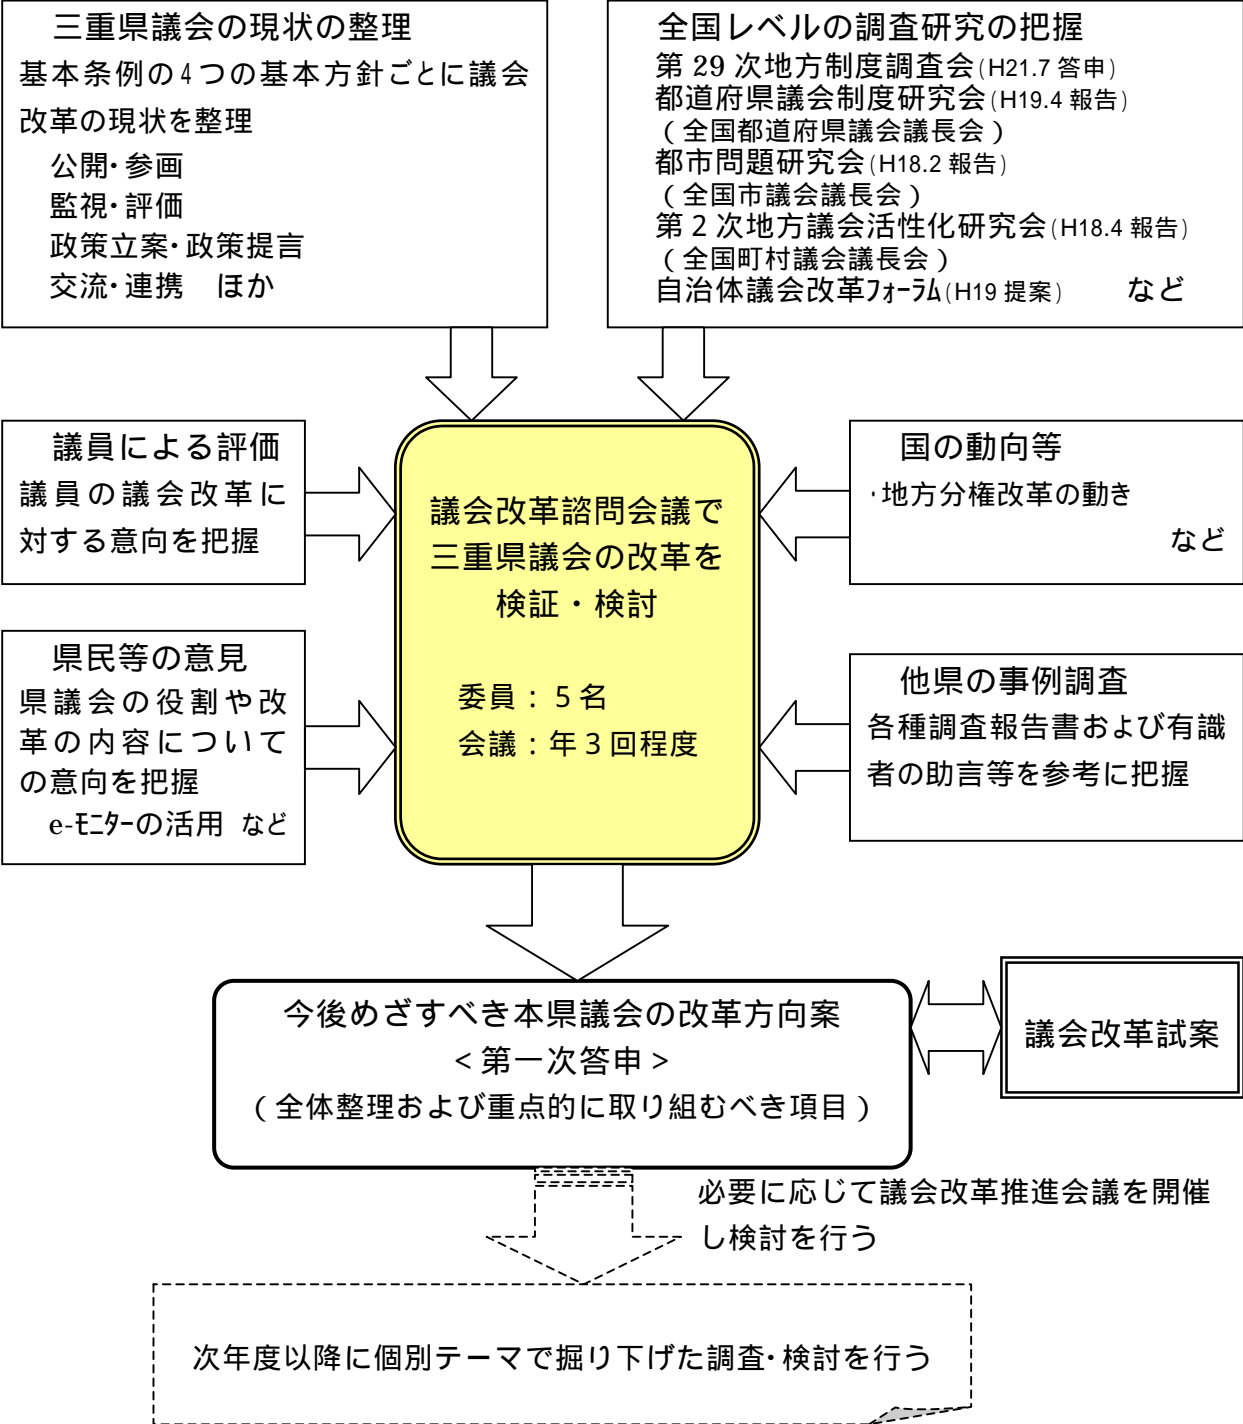 三重県議会の現状の整理
基本条例の4つの基本方針ごとに議会
改革の現状を整理
公開・参画
監視・評価
政策立案・政策提言
交流・連携　ほか
全国レベルの調査研究の把握
第 29 次地方制度調査会(H21.7 答申)
都道府県議会制度研究会(H19.4 報告)
（全国都道府県議会議長会）
都市問題研究会(H18.2 報告)
（全国市議会議長会）
第２次地方議会活性化研究会(H18.4 報告)
（全国町村議会議長会）
自治体議会改革ﾌｫｰﾗﾑ(H19 提案)　など
議員による評価
議員の議会改革に
対する意向を把握
県民等の意見
県議会の役割や改
革の内容について
の意向を把握
e-ﾓﾆﾀｰの活用 など
議会改革諮問会議で
三重県議会の改革を
検証・検討
委員：５名
会議：年３回程度
国の動向等
・地方分権改革の動き
など
他県の事例調査
各種調査報告書および有識
者の助言等を参考に把握
今後めざすべき本県議会の改革方向案
＜第一次答申＞
（全体整理および重点的に取り組むべき項目）
議会改革試案
必要に応じて議会改革推進会議を開催
し検討を行う
次年度以降に個別テーマで掘り下げた調査・検討を行う